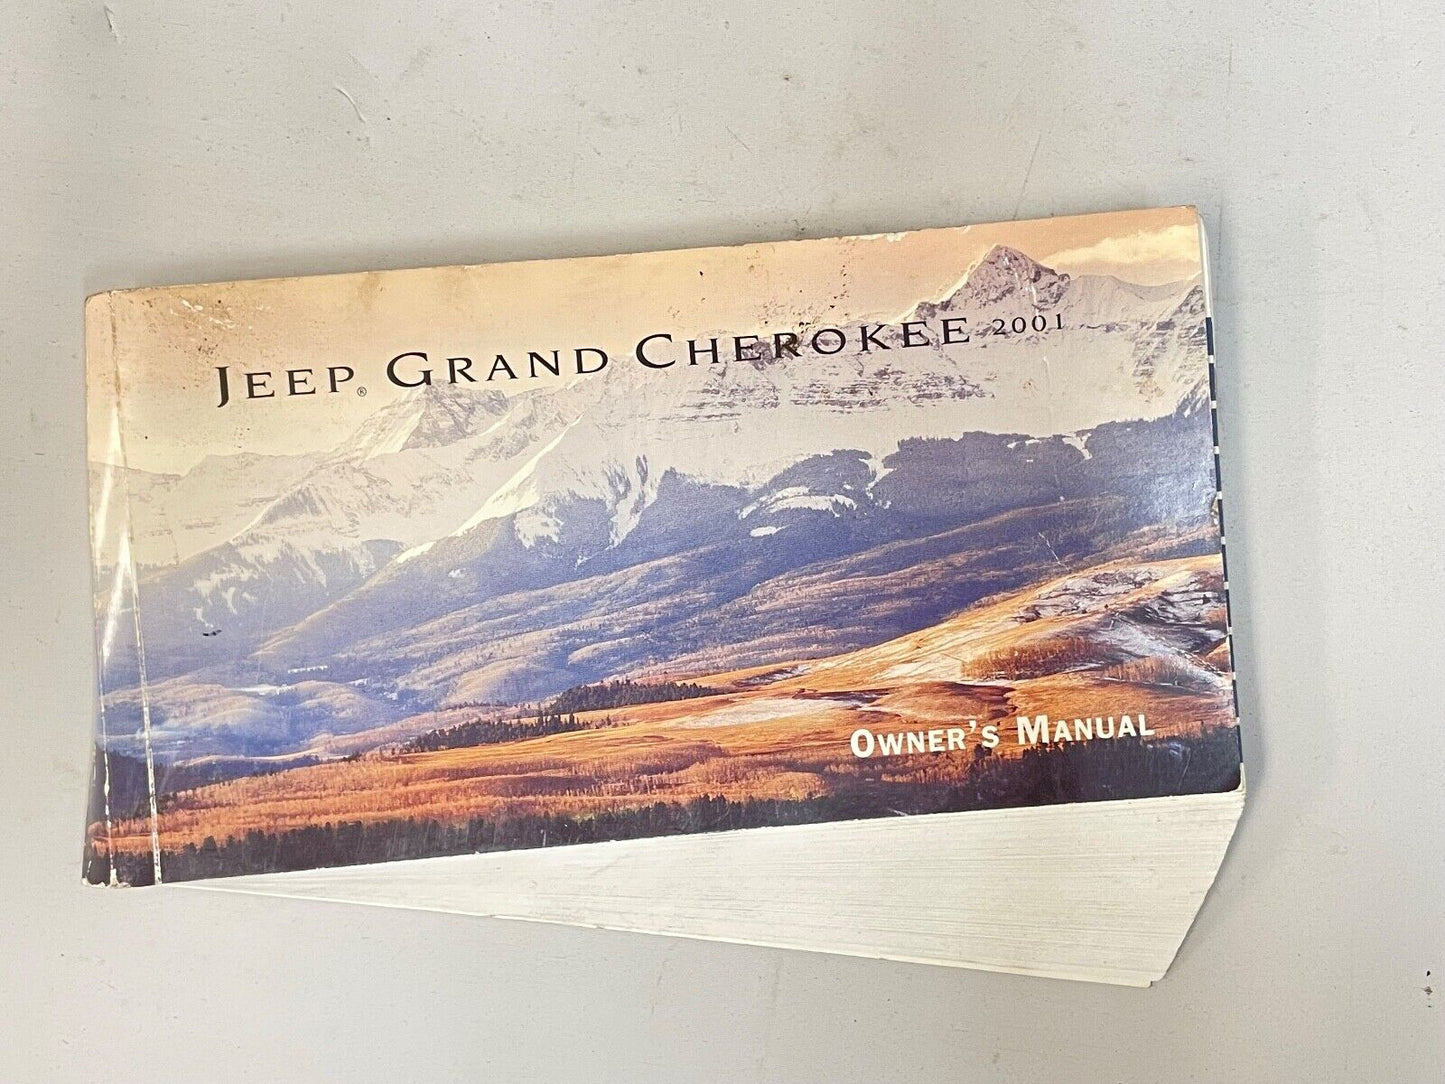 JEEP® GRAND CHEROKEE 2001
OWNER'S MANUAL